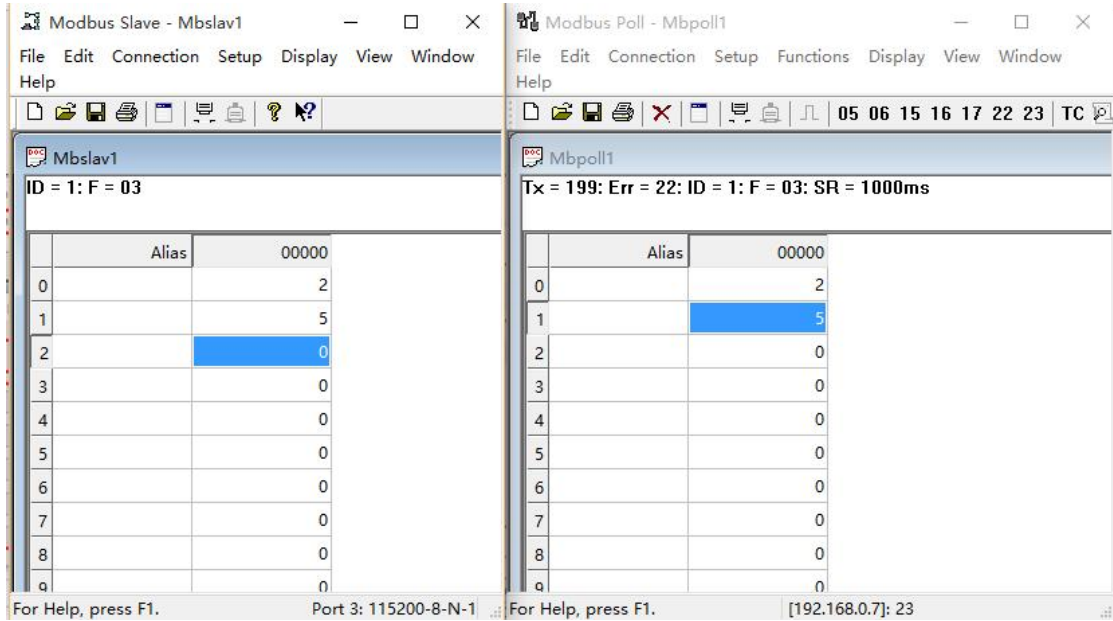 Modbus Slave - Mbslav1
File Edit Connection Setup Display View Window
Help
Mbslav1
ID = 1: F = 03
Alias 00000
0 2
1 5
2 0
3 0
4 0
5 0
6 0
7 0
8 0
9 0
For Help, press F1. Port 3: 115200-8-N-1
Modbus Poll - Mbpoll1
File Edit Connection Setup Functions Display View Window
Help
05 06 15 16 17 22 23 TC
Mbpoll1
Tx = 199: Err = 22: ID = 1: F = 03: SR = 1000ms
Alias 00000
0 2
1 5
2 0
3 0
4 0
5 0
6 0
7 0
8 0
9 0
For Help, press F1. [192.168.0.7]: 23